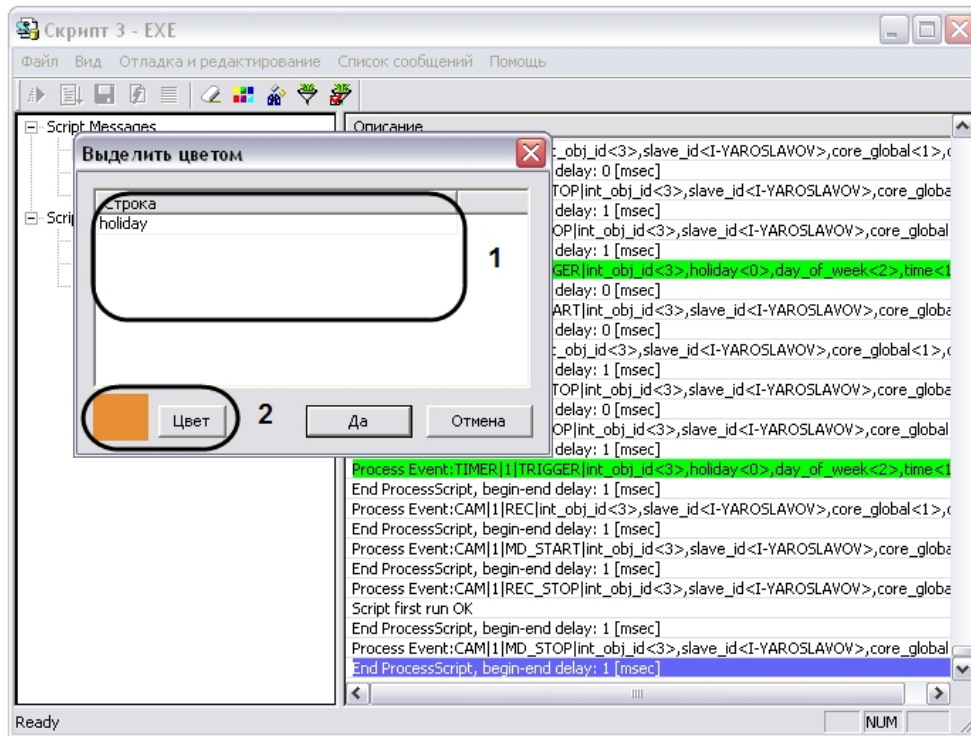 Скрипт 3 - EXE
Файл Вид Отладка и редактирование Список сообщений Помощь
Script Messages
Описание
Выделить цветом
Строка
holiday
1
Цвет
2
Да
Отмена
Scrip
t_obj_id<3>,slave_id<I-YAROSLAVOV>,core_global<1>,
delay: 0 [msec]
TOP|int_obj_id<3>,slave_id<I-YAROSLAVOV>,core_globa
delay: 1 [msec]
OP|int_obj_id<3>,slave_id<I-YAROSLAVOV>,core_global
delay: 1 [msec]
GER|int_obj_id<3>,holiday<0>,day_of_week<2>,time<1
delay: 0 [msec]
ART|int_obj_id<3>,slave_id<I-YAROSLAVOV>,core_globa
delay: 0 [msec]
t_obj_id<3>,slave_id<I-YAROSLAVOV>,core_global<1>,
delay: 1 [msec]
TOP|int_obj_id<3>,slave_id<I-YAROSLAVOV>,core_globa
delay: 0 [msec]
OP|int_obj_id<3>,slave_id<I-YAROSLAVOV>,core_global
delay: 1 [msec]
Process Event:TIMER|1|TRIGGER|int_obj_id<3>,holiday<0>,day_of_week<2>,time<1
End ProcessScript, begin-end delay: 1 [msec]
Process Event:CAM|1|REC|int_obj_id<3>,slave_id<I-YAROSLAVOV>,core_global<1>,
End ProcessScript, begin-end delay: 1 [msec]
Process Event:CAM|1|MD_START|int_obj_id<3>,slave_id<I-YAROSLAVOV>,core_globa
End ProcessScript, begin-end delay: 1 [msec]
Process Event:CAM|1|REC_STOP|int_obj_id<3>,slave_id<I-YAROSLAVOV>,core_globa
Script first run OK
End ProcessScript, begin-end delay: 1 [msec]
Process Event:CAM|1|MD_STOP|int_obj_id<3>,slave_id<I-YAROSLAVOV>,core_global
End ProcessScript, begin-end delay: 1 [msec]
Ready
NUM